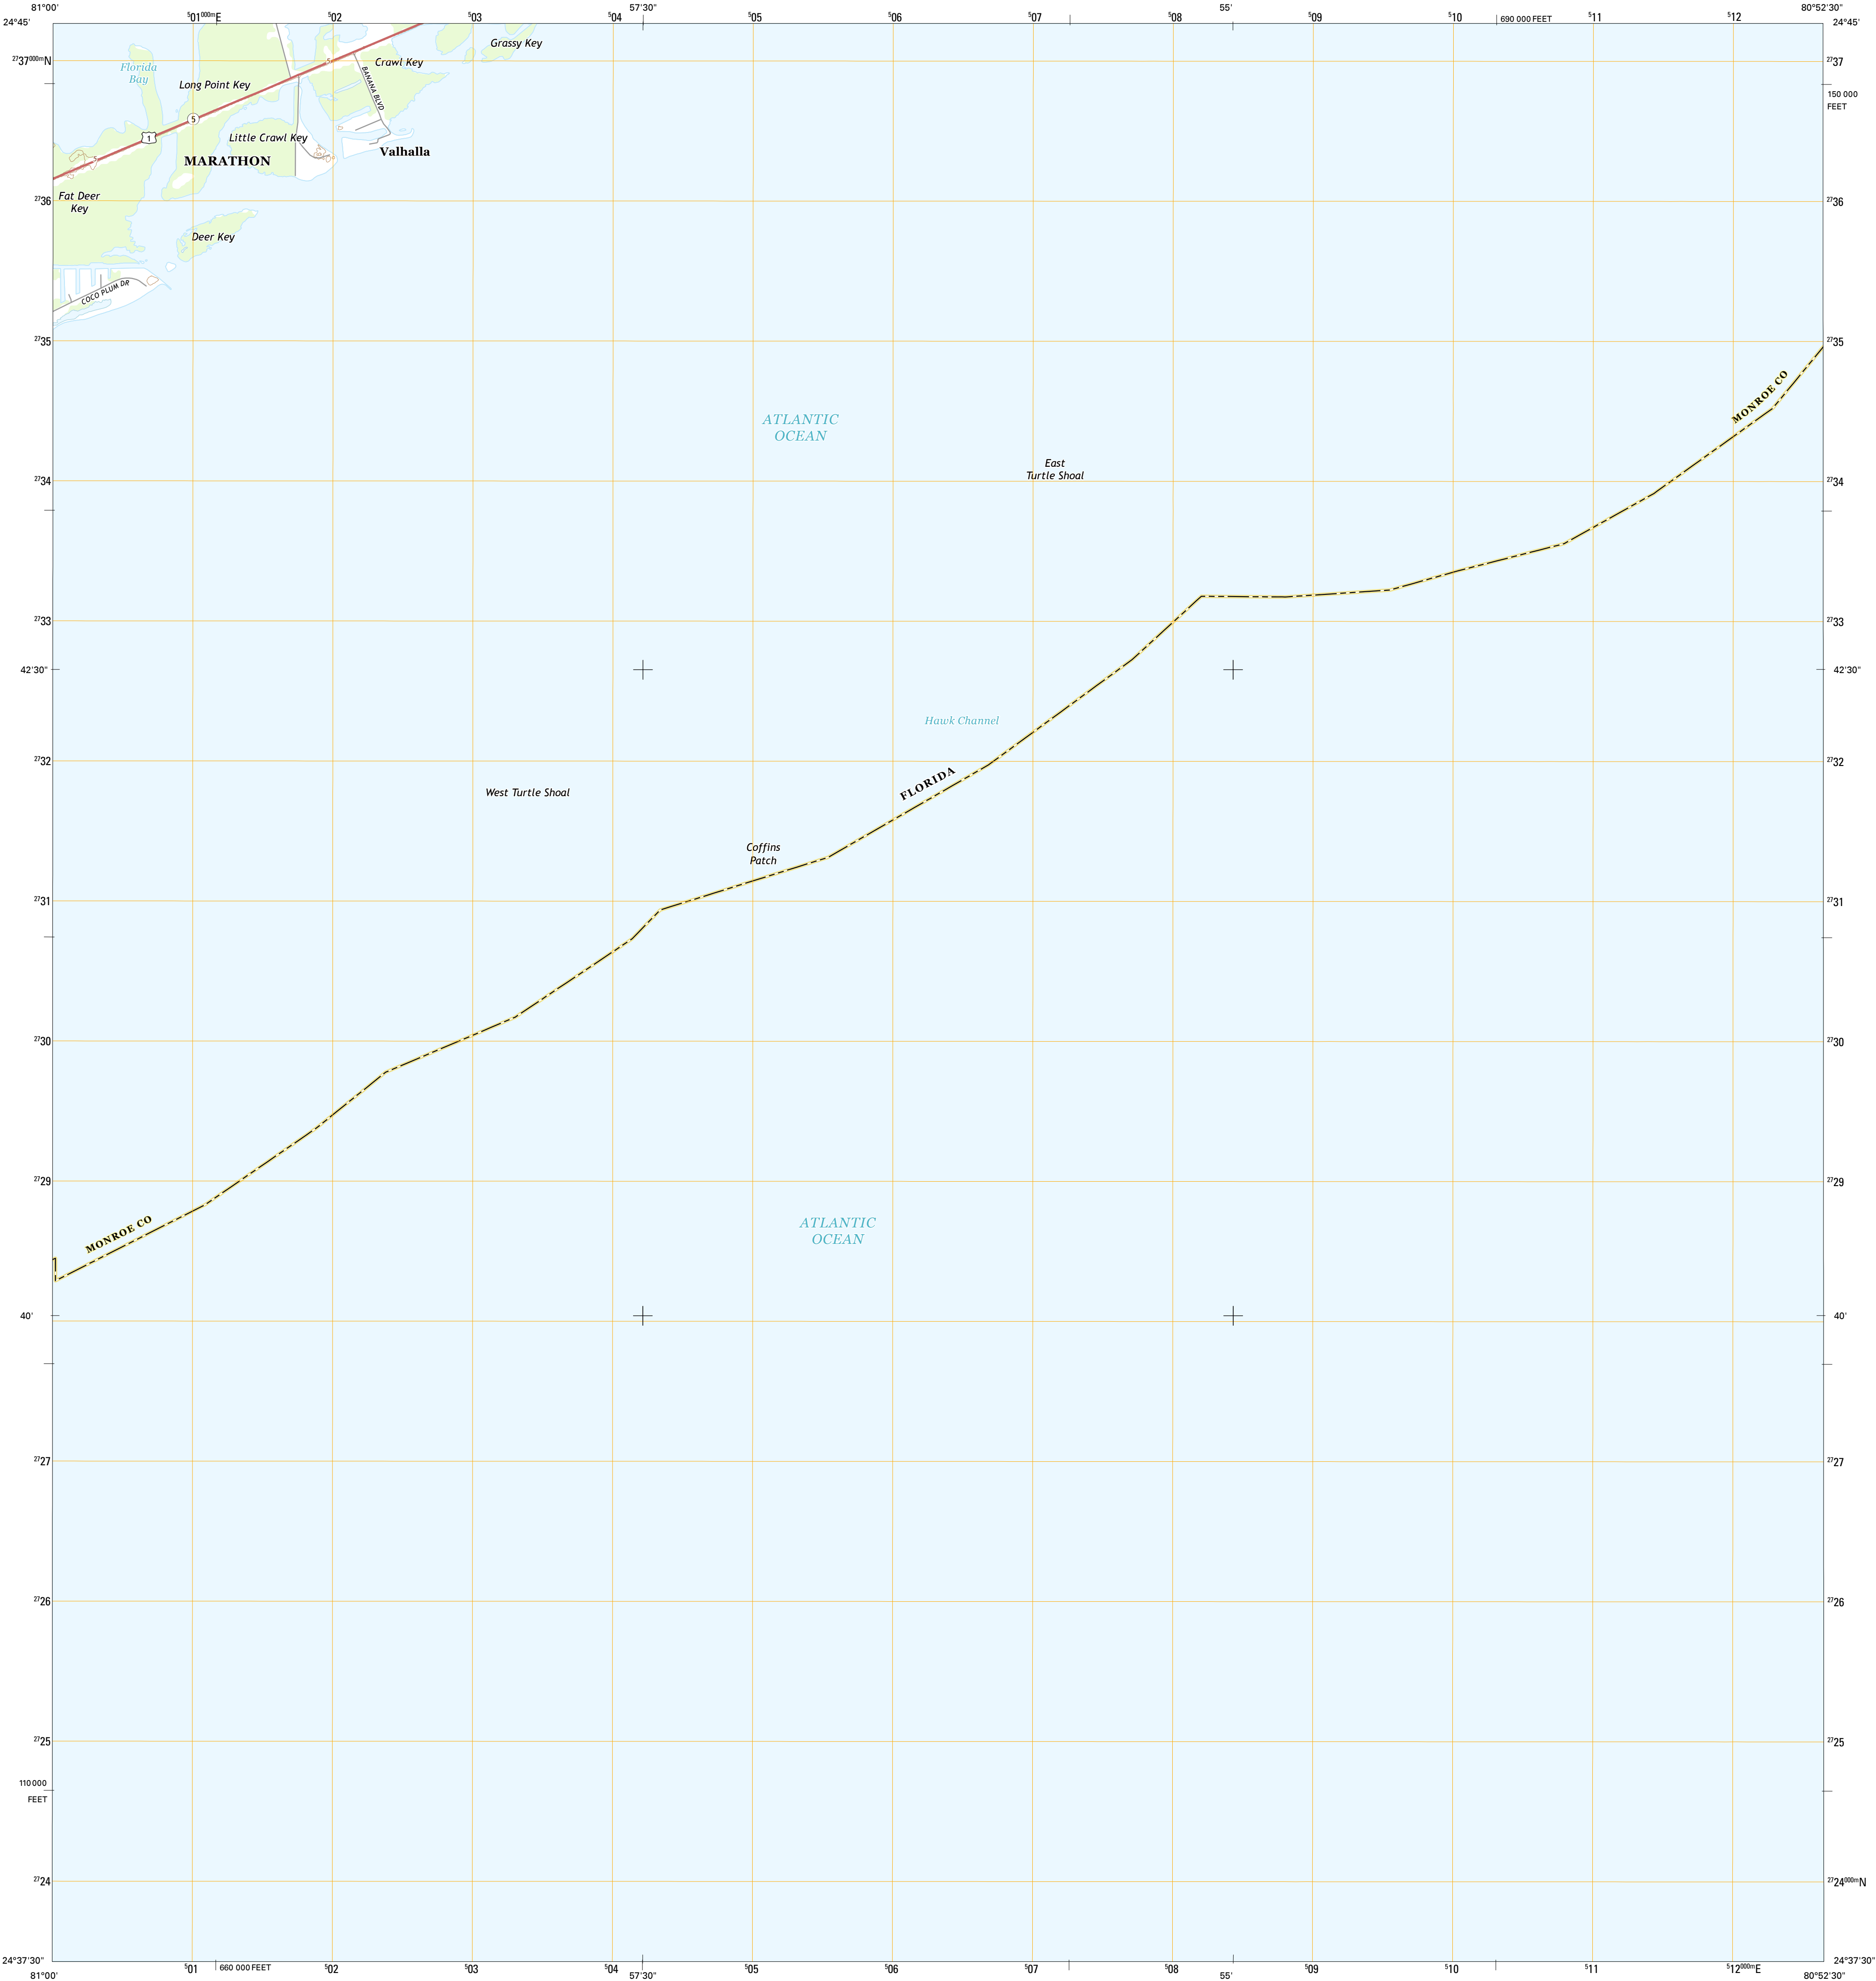 81°00'
⁵01⁰⁰⁰ᵐE
⁵02
⁵03
⁵04
57'30"
⁵05
⁵06
⁵07
⁵08
55'
⁵09
⁵10
690 000 FEET
⁵11
⁵12
80°52'30"
24°45'
24°45'
Grassy Key
Crawl Key
²⁷37⁰⁰⁰ᵐN
²⁷37
5
Florida
Bay
Long Point Key
BANANA BLVD
150 000
FEET
5
1
Little Crawl Key
Valhalla
MARATHON
5
Fat Deer
Key
²⁷36
²⁷36
Deer Key
COCO PLUM DR
²⁷35
²⁷35
MONROE CO
ATLANTIC
OCEAN
East
Turtle Shoal
²⁷34
²⁷34
²⁷33
²⁷33
42'30"
42'30"
Hawk Channel
²⁷32
²⁷32
FLORIDA
West Turtle Shoal
Coffins
Patch
²⁷31
²⁷31
²⁷30
²⁷30
²⁷29
²⁷29
MONROE CO
ATLANTIC
OCEAN
40'
40'
²⁷27
²⁷27
²⁷26
²⁷26
²⁷25
²⁷25
110 000
FEET
²⁷24
²⁷24⁰⁰⁰ᵐN
24°37'30"
24°37'30"
81°00'
⁵01
660 000 FEET
⁵02
⁵03
⁵04
57'30"
⁵05
⁵06
⁵07
⁵08
55'
⁵09
⁵10
⁵11
⁵12⁰⁰⁰ᵐE
80°52'30"